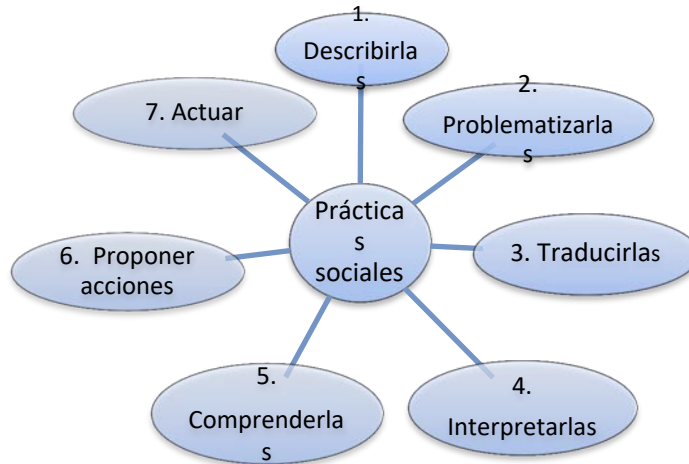 1.
Describirla
s
2.
Problematizarla
s
3. Traducirlas
4.
Interpretarlas
5.
Comprenderla
s
6. Proponer
acciones
7. Actuar
Práctica
s
sociales